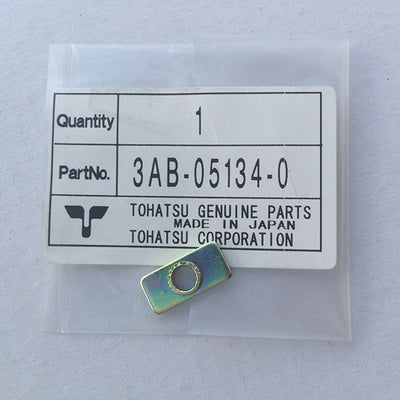 Quantity 1
PartNo. 3AB-05134-0
TOHATSU GENUINE PARTS
MADE IN JAPAN
TOHATSU CORPORATION